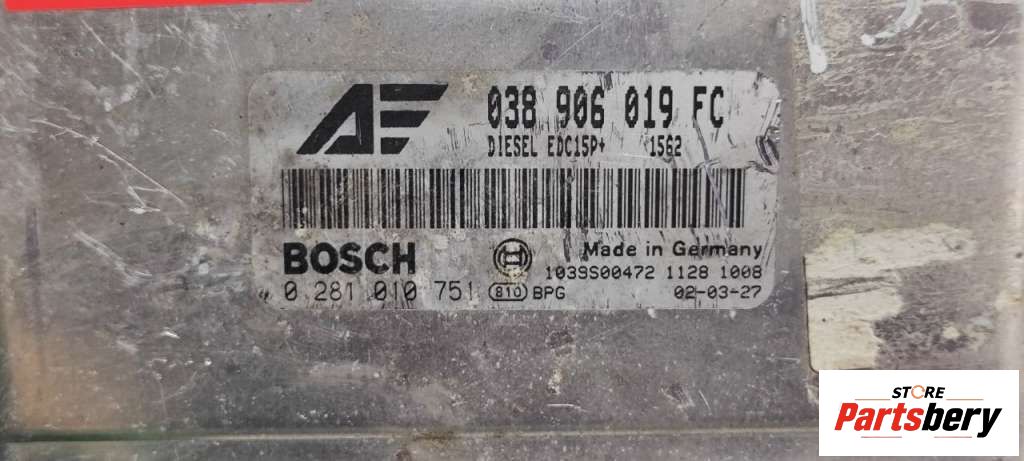 AE
038 906 019 FC
DIESEL EDC15P+ 1562
BOSCH
Made in Germany
1039S00472 1128 1008
0 281 010 751 810 BPG 02-03-27
STORE
Partsbery